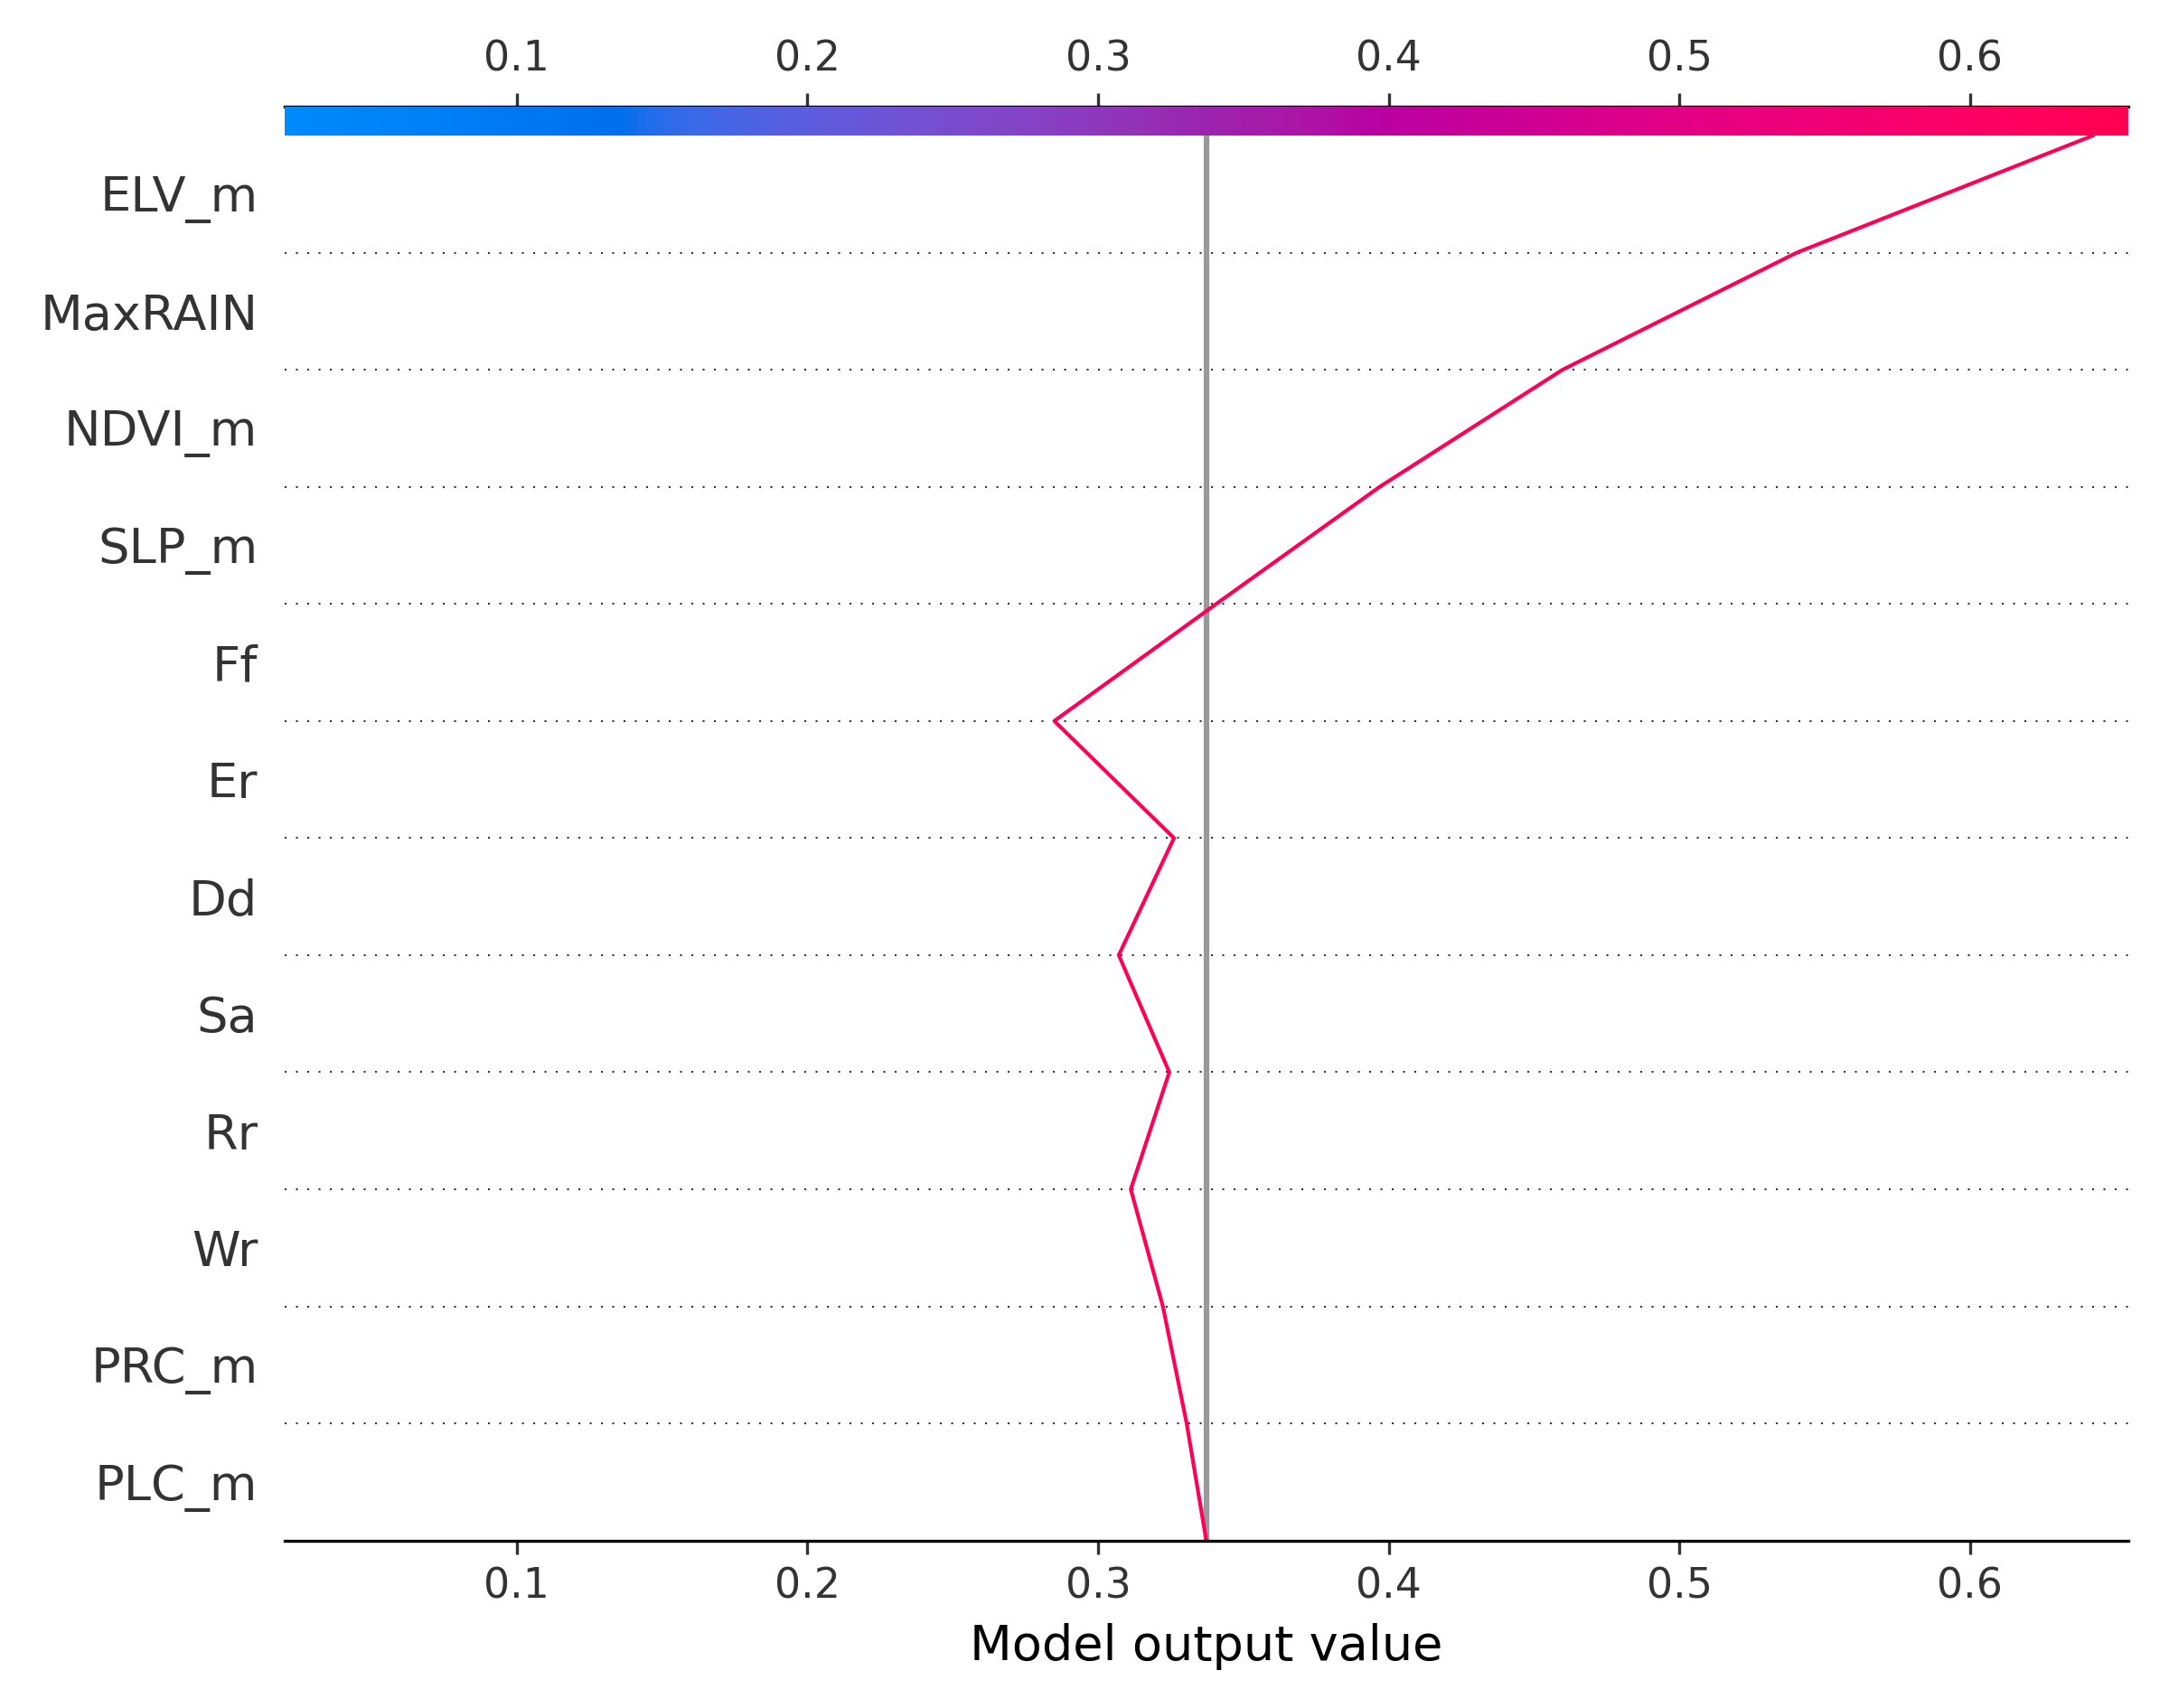 0.1 0.2 0.3 0.4 0.5 0.6
ELV_m
MaxRAIN
NDVI_m
SLP_m
Ff
Er
Dd
Sa
Rr
Wr
PRC_m
PLC_m
0.1 0.2 0.3 0.4 0.5 0.6
Model output value